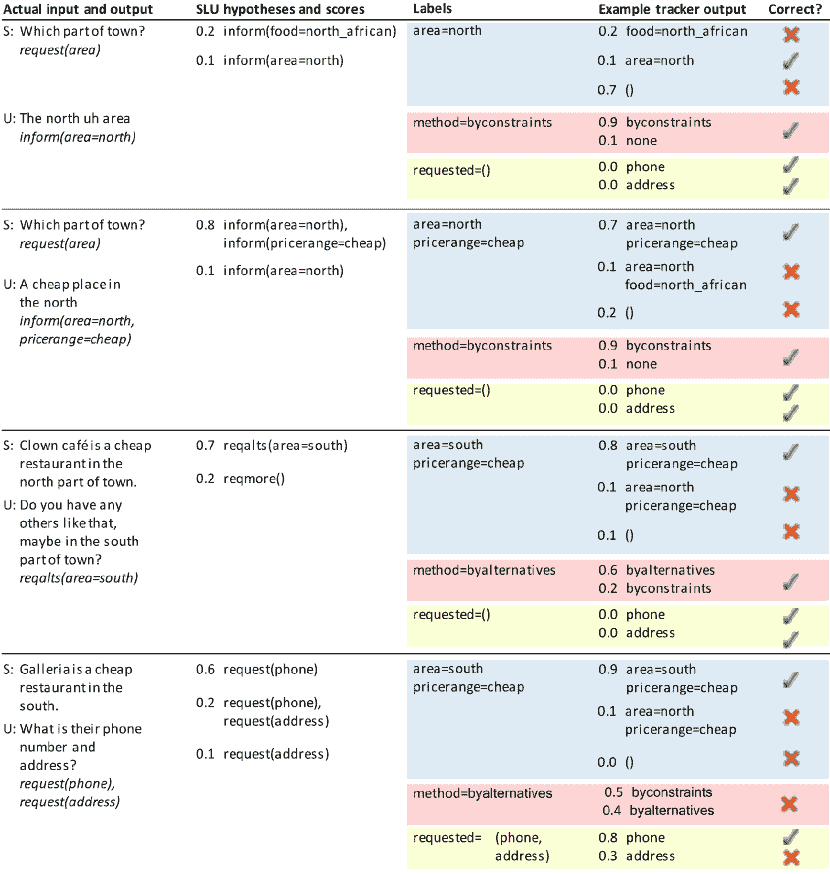 Actual input and output SLU hypotheses and scores Labels Example tracker output Correct?
S: Which part of town? 0.2 inform(food=north_african) area=north 0.2 food=north_african
request(area)
0.1 inform(area=north) 0.1 area=north
0.7 ()
U: The north uh area method=byconstraints 0.9 byconstraints
inform(area=north) 0.1 none
requested=() 0.0 phone
0.0 address
S: Which part of town? 0.8 inform(area=north), area=north 0.7 area=north
request(area) inform(pricerange=cheap) pricerange=cheap pricerange=cheap
0.1 inform(area=north) 0.1 area=north
U: A cheap place in food=north_african
the north
inform(area=north, 0.2 ()
pricerange=cheap)
method=byconstraints 0.9 byconstraints
0.1 none
requested=() 0.0 phone
0.0 address
S: Clown café is a cheap 0.7 reqalts(area=south) area=south 0.8 area=south
restaurant in the pricerange=cheap pricerange=cheap
north part of town. 0.2 reqmore()
0.1 area=north
U: Do you have any pricerange=cheap
others like that,
maybe in the south 0.1 ()
part of town?
reqalts(area=south) method=byalternatives 0.6 byalternatives
0.2 byconstraints
requested=() 0.0 phone
0.0 address
S: Galleria is a cheap 0.6 request(phone) area=south 0.9 area=south
restaurant in the pricerange=cheap pricerange=cheap
south. 0.2 request(phone),
request(address) 0.1 area=north
U: What is their phone pricerange=cheap
number and 0.1 request(address)
address? 0.0 ()
request(phone),
request(address) method=byalternatives 0.5 byconstraints
0.4 byalternatives
requested= (phone, 0.8 phone
address) 0.3 address